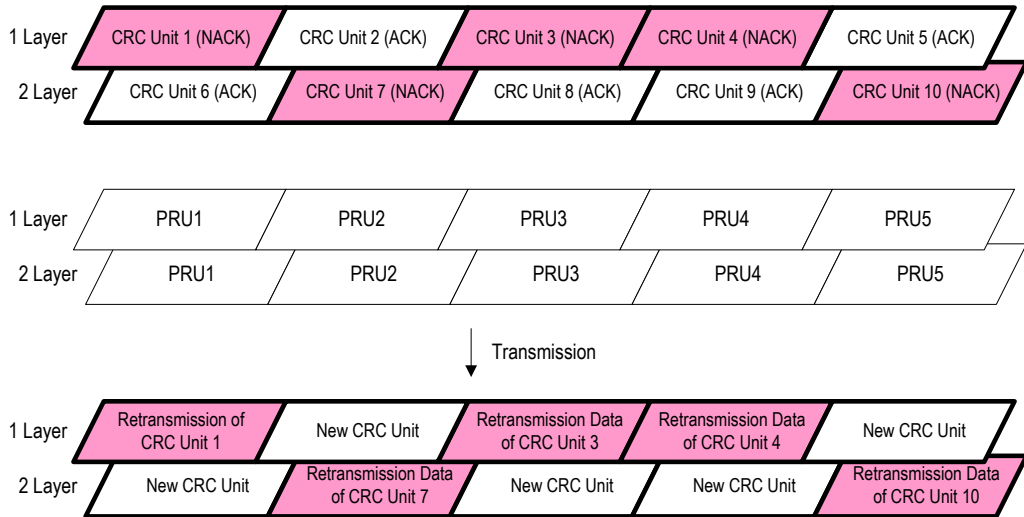 1 Layer CRC Unit 1 (NACK) CRC Unit 2 (ACK) CRC Unit 3 (NACK) CRC Unit 4 (NACK) CRC Unit 5 (ACK)
2 Layer CRC Unit 6 (ACK) CRC Unit 7 (NACK) CRC Unit 8 (ACK) CRC Unit 9 (ACK) CRC Unit 10 (NACK)
1 Layer PRU1 PRU2 PRU3 PRU4 PRU5
2 Layer PRU1 PRU2 PRU3 PRU4 PRU5
Transmission
1 Layer
Retransmission of
CRC Unit 1
New CRC Unit
Retransmission Data
of CRC Unit 3
Retransmission Data
of CRC Unit 4
New CRC Unit
2 Layer
New CRC Unit
Retransmission Data
of CRC Unit 7
New CRC Unit
New CRC Unit
Retransmission Data
of CRC Unit 10